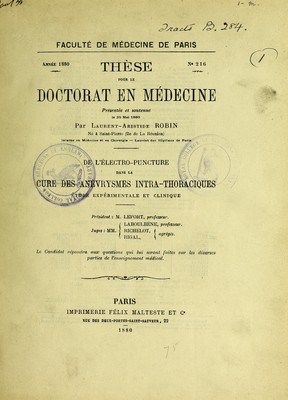 Tracts B. 284.
FACULTÉ DE MÉDECINE DE PARIS
ANNÉE 1880 THÈSE No 216
POUR LE
DOCTORAT EN MÉDECINE
Présentée et soutenue
le 21 Mai 1880
Par LAURENT-ARISTIDE ROBIN
Né à Saint-Pierre (Ile de La Réunion)
DE L'ÉLECTRO-PUNCTURE
DANS LA
CURE DES ANÉVRYSMES INTRA-THORACIQUES
ÉTUDE EXPÉRIMENTALE ET CLINIQUE
Président : M. LEFORT, professeur.
LABOULBÈNE, professeur.
Juges : MM. RICHELOT,
RIGAL, agrégés.
Le Candidat répondra aux questions qui lui seront faites sur les diverses
parties de l'enseignement médical.
PARIS
IMPRIMERIE FÉLIX MALTESTE ET Cie
RUE DES DEUX-PORTES-SAINT-SAUVEUR, 22
1880